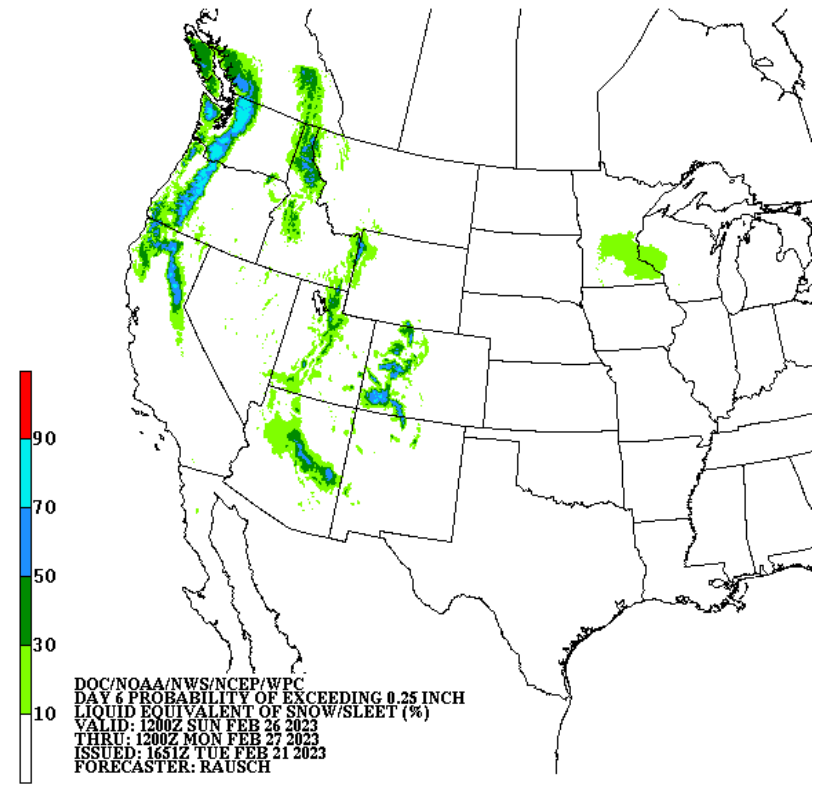 90
70
50
30
10
DOC/NOAA/NWS/NCEP/WPC
DAY 6 PROBABILITY OF EXCEEDING 0.25 INCH
LIQUID EQUIVALENT OF SNOW/SLEET (%)
VALID: 1200Z SUN FEB 26 2023
THRU: 1200Z MON FEB 27 2023
ISSUED: 1651Z TUE FEB 21 2023
FORECASTER: RAUSCH